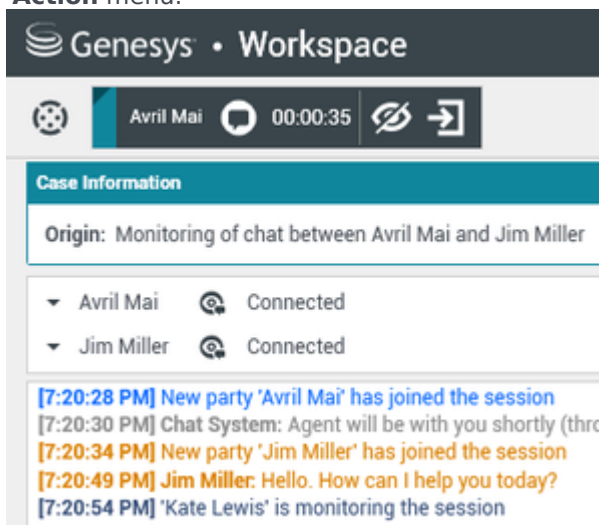 Action menu.
Genesys • Workspace
Avril Mai 00:00:35
Case Information
Origin: Monitoring of chat between Avril Mai and Jim Miller
Avril Mai Connected
Jim Miller Connected
[7:20:28 PM] New party 'Avril Mai' has joined the session
[7:20:30 PM] Chat System: Agent will be with you shortly (thro
[7:20:34 PM] New party 'Jim Miller' has joined the session
[7:20:49 PM] Jim Miller: Hello. How can I help you today?
[7:20:54 PM] 'Kate Lewis' is monitoring the session